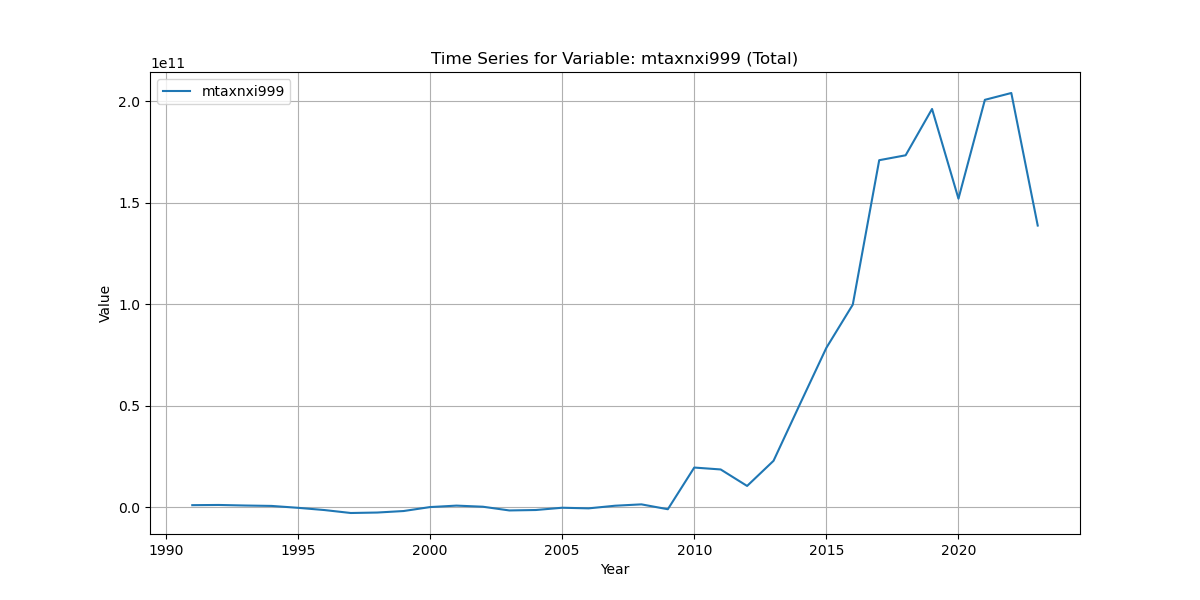 Time Series for Variable: mtaxnxi999 (Total)
1e11
mtaxnxi999
2.0
1.5
1.0
0.5
0.0
Value
1990 1995 2000 2005 2010 2015 2020
Year